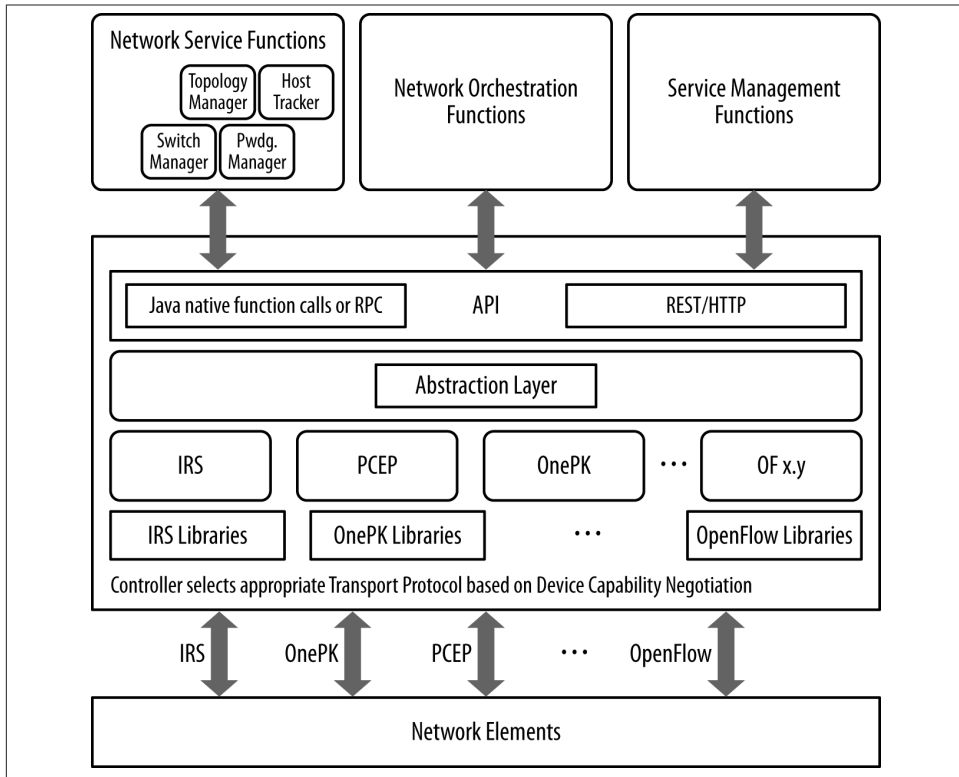 Network Service Functions
Topology
Manager
Host
Tracker
Switch
Manager
Pwdg.
Manager
Network Orchestration
Functions
Service Management
Functions
Java native function calls or RPC
API
REST/HTTP
Abstraction Layer
IRS
PCEP
OnePK
...
OF x.y
IRS Libraries
OnePK Libraries
...
OpenFlow Libraries
Controller selects appropriate Transport Protocol based on Device Capability Negotiation
IRS
OnePK
PCEP
...
OpenFlow
Network Elements